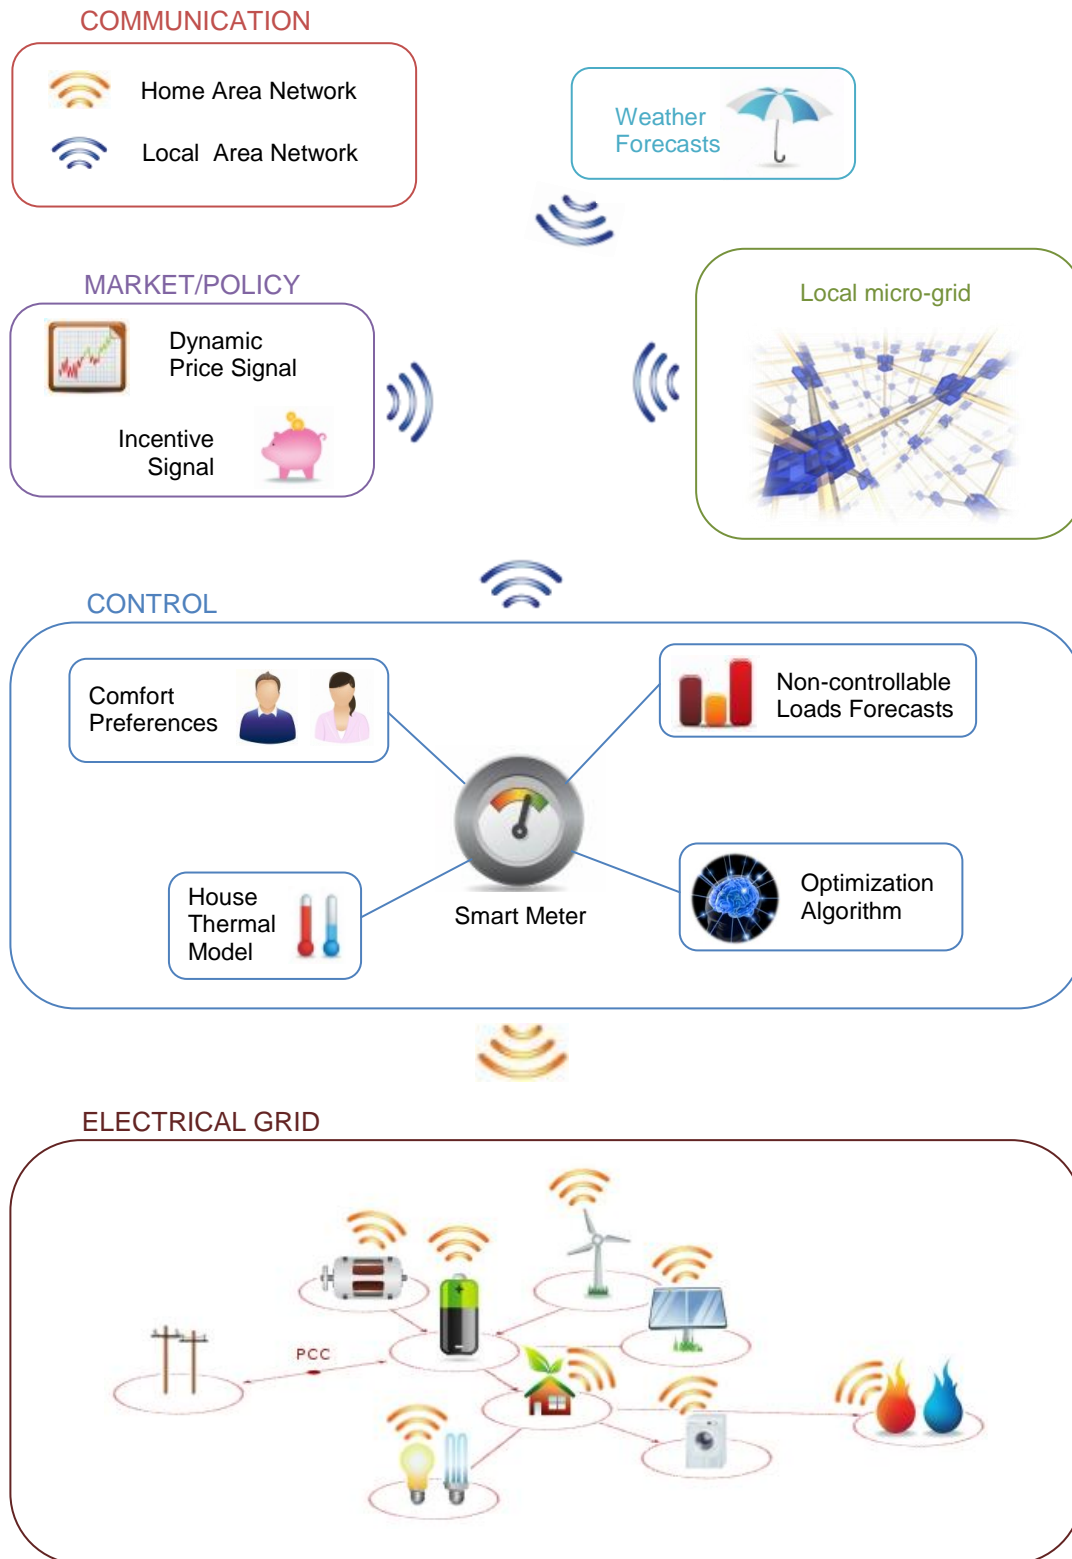 COMMUNICATION
Home Area Network
Local Area Network
Weather
Forecasts
MARKET/POLICY
Dynamic
Price Signal
Incentive
Signal
Local micro-grid
CONTROL
Comfort
Preferences
Non-controllable
Loads Forecasts
House
Thermal
Model
Smart Meter
Optimization
Algorithm
ELECTRICAL GRID
PCC